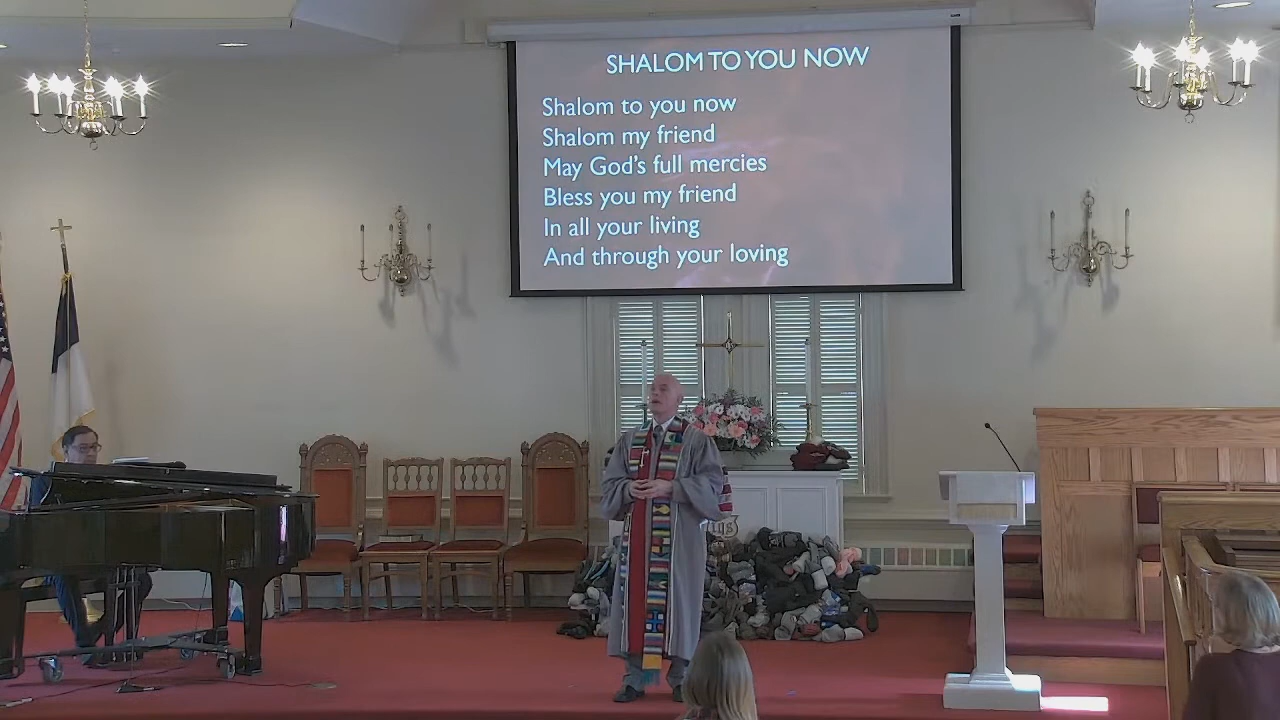 SHALOM TO YOU NOW
Shalom to you now
Shalom my friend
May God's full mercies
Bless you my friend
In all your living
And through your loving